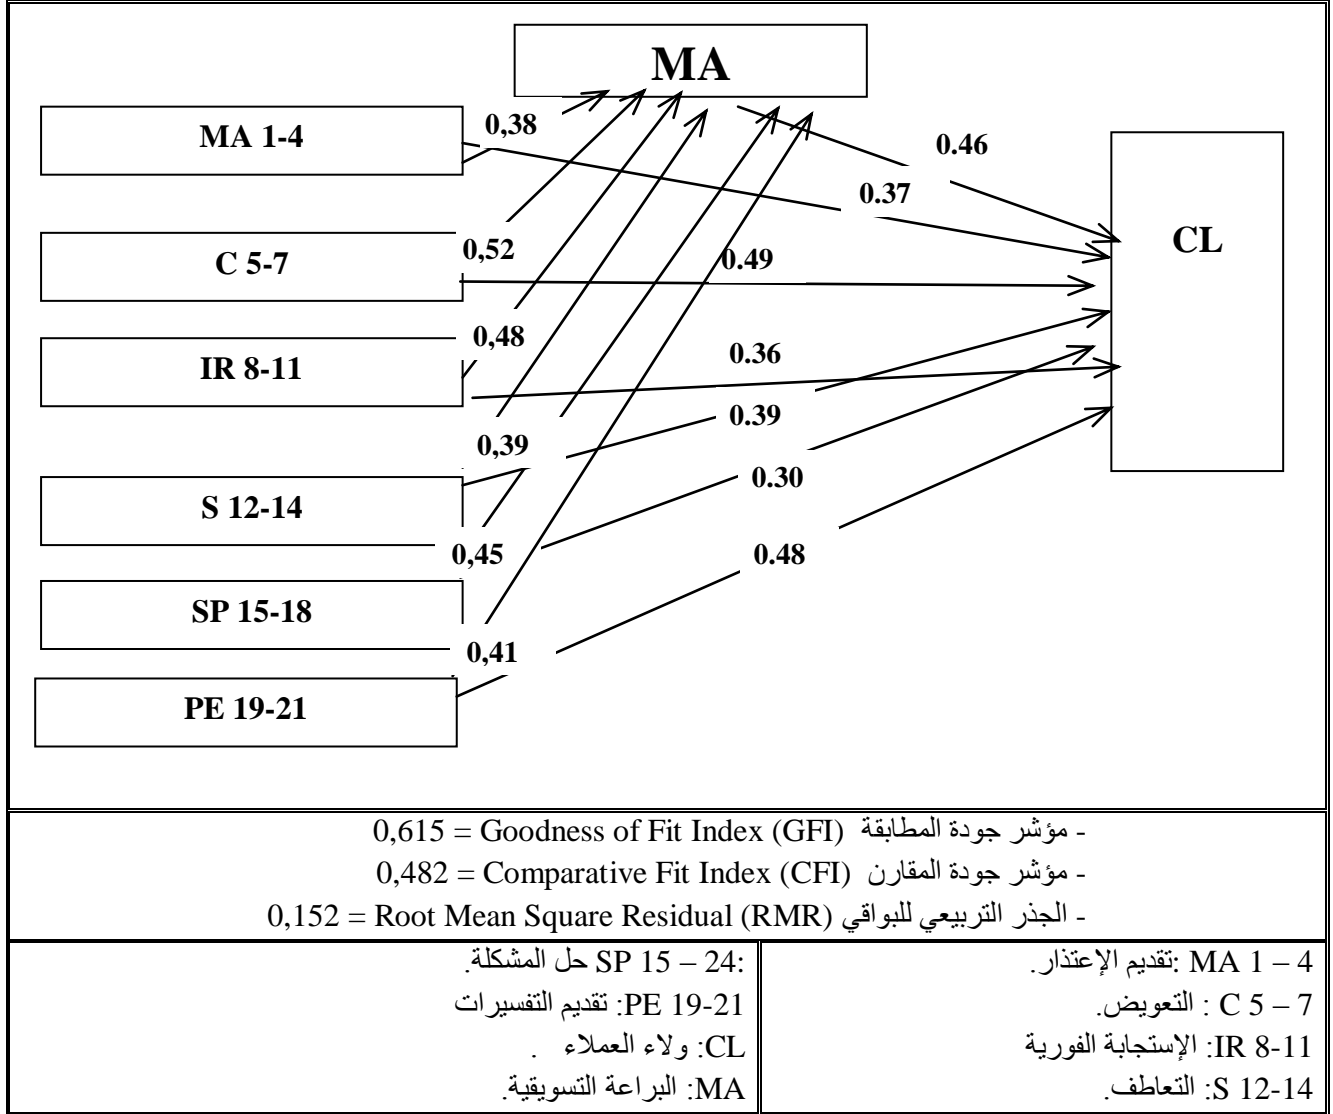 MA
MA 1-4
0,38
0.46
0.37
C 5-7
0,52
0.49
CL
IR 8-11
0,48
0.36
0,39
0.39
S 12-14
0.30
0,45
0.48
SP 15-18
0,41
PE 19-21
- مؤشر جودة المطابقة Goodness of Fit Index (GFI) = 0,615
- مؤشر جودة المقارن Comparative Fit Index (CFI) = 0,482
- الجذر التربيعي للبواقي Root Mean Square Residual (RMR) = 0,152
MA 1 – 4 :تقديم الإعتذار.
C 5 – 7 : التعويض.
IR 8-11: الإستجابة الفورية
S 12-14: التعاطف.
:SP 15 – 24 حل المشكلة.
PE 19-21: تقديم التفسيرات
CL: ولاء العملاء .
MA: البراعة التسويقية.